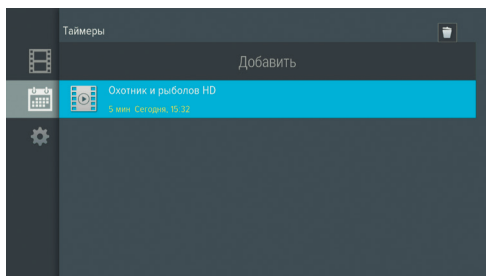 Таймеры
Добавить
Охотник и рыболов HD
5 мин Сегодня, 15:32